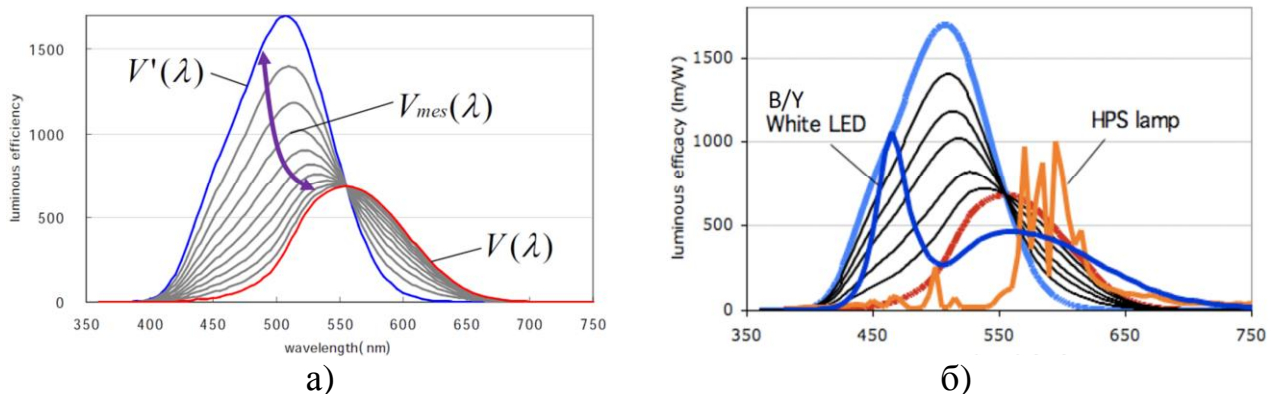 luminous efficiency
1500
1000
500
0
V'(λ)
Vmes(λ)
V(λ)
350 400 450 500 550 600 650 700 750
wavelength( nm)
а)
luminous efficacy (lm/W)
1500
1000
500
0
B/Y
White LED
HPS lamp
350 450 550 650 750
б)